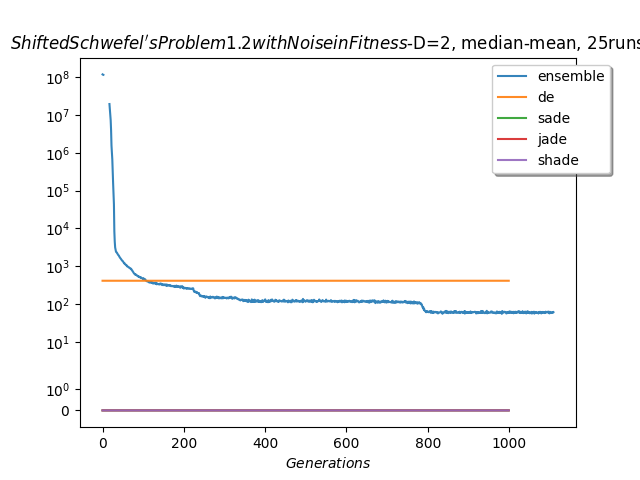 ShiftedSchwefel'sProblem1.2withNoiseinFitness-D=2, median-mean, 25runs
10^8
10^7
10^6
10^5
10^4
10^3
10^2
10^1
10^0
0
ensemble
de
sade
jade
shade
0 200 400 600 800 1000
Generations